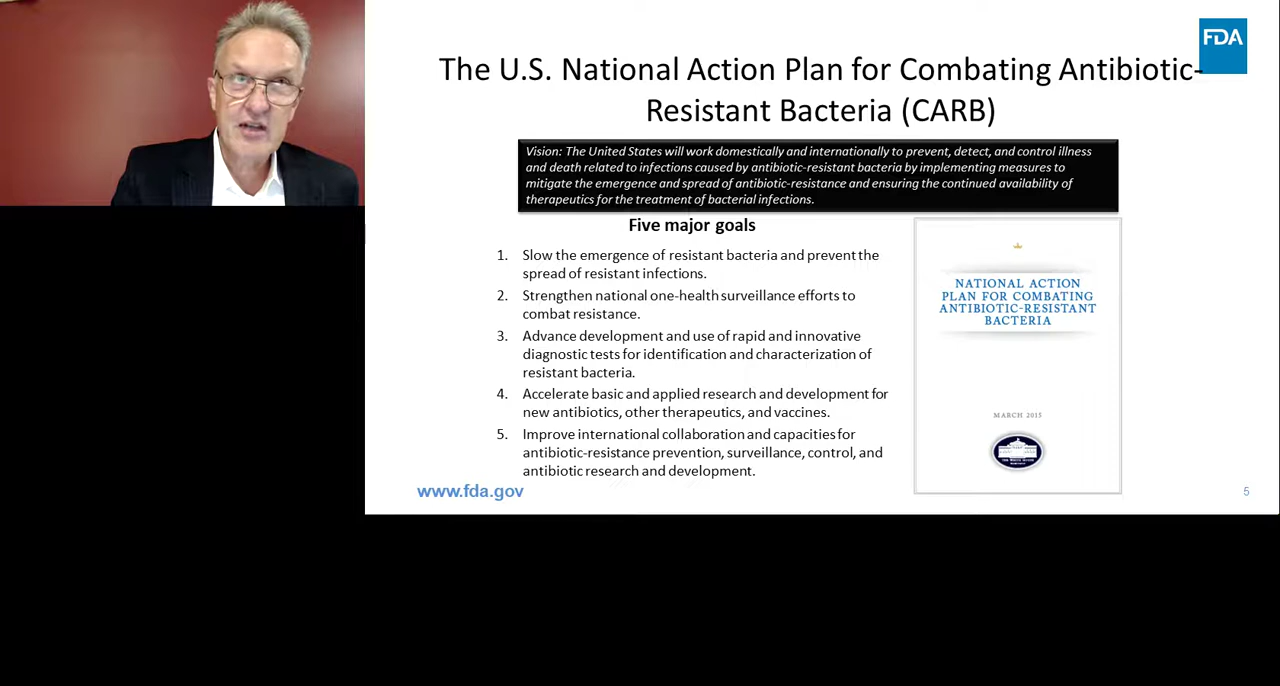 FDA
The U.S. National Action Plan for Combating Antibiotic-
Resistant Bacteria (CARB)
Vision: The United States will work domestically and internationally to prevent, detect, and control illness
and death related to infections caused by antibiotic-resistant bacteria by implementing measures to
mitigate the emergence and spread of antibiotic-resistance and ensuring the continued availability of
therapeutics for the treatment of bacterial infections.
Five major goals
1. Slow the emergence of resistant bacteria and prevent the
spread of resistant infections.
2. Strengthen national one-health surveillance efforts to
combat resistance.
3. Advance development and use of rapid and innovative
diagnostic tests for identification and characterization of
resistant bacteria.
4. Accelerate basic and applied research and development for
new antibiotics, other therapeutics, and vaccines.
5. Improve international collaboration and capacities for
antibiotic-resistance prevention, surveillance, control, and
antibiotic research and development.
NATIONAL ACTION
PLAN FOR COMBATING
ANTIBIOTIC-RESISTANT
BACTERIA
MARCH 2015
www.fda.gov
5